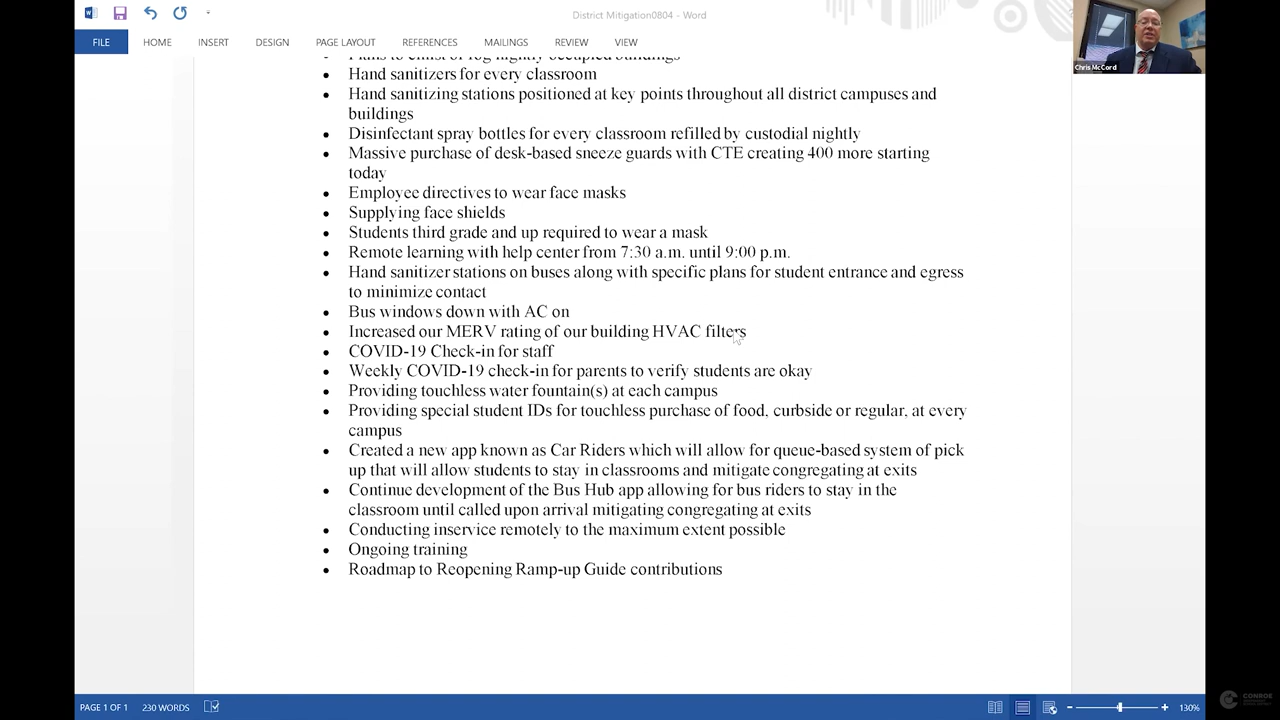 District Mitigation0804 - Word
FILE HOME INSERT DESIGN PAGE LAYOUT REFERENCES MAILINGS REVIEW VIEW
Chris McCord
• Plans to enlist or fog highly occupied buildings
• Hand sanitizers for every classroom
• Hand sanitizing stations positioned at key points throughout all district campuses and
buildings
• Disinfectant spray bottles for every classroom refilled by custodial nightly
• Massive purchase of desk-based sneeze guards with CTE creating 400 more starting
today
• Employee directives to wear face masks
• Supplying face shields
• Students third grade and up required to wear a mask
• Remote learning with help center from 7:30 a.m. until 9:00 p.m.
• Hand sanitizer stations on buses along with specific plans for student entrance and egress
to minimize contact
• Bus windows down with AC on
• Increased our MERV rating of our building HVAC filters
• COVID-19 Check-in for staff
• Weekly COVID-19 check-in for parents to verify students are okay
• Providing touchless water fountain(s) at each campus
• Providing special student IDs for touchless purchase of food, curbside or regular, at every
campus
• Created a new app known as Car Riders which will allow for queue-based system of pick
up that will allow students to stay in classrooms and mitigate congregating at exits
• Continue development of the Bus Hub app allowing for bus riders to stay in the
classroom until called upon arrival mitigating congregating at exits
• Conducting inservice remotely to the maximum extent possible
• Ongoing training
• Roadmap to Reopening Ramp-up Guide contributions
PAGE 1 OF 1 230 WORDS 130%
CONROE